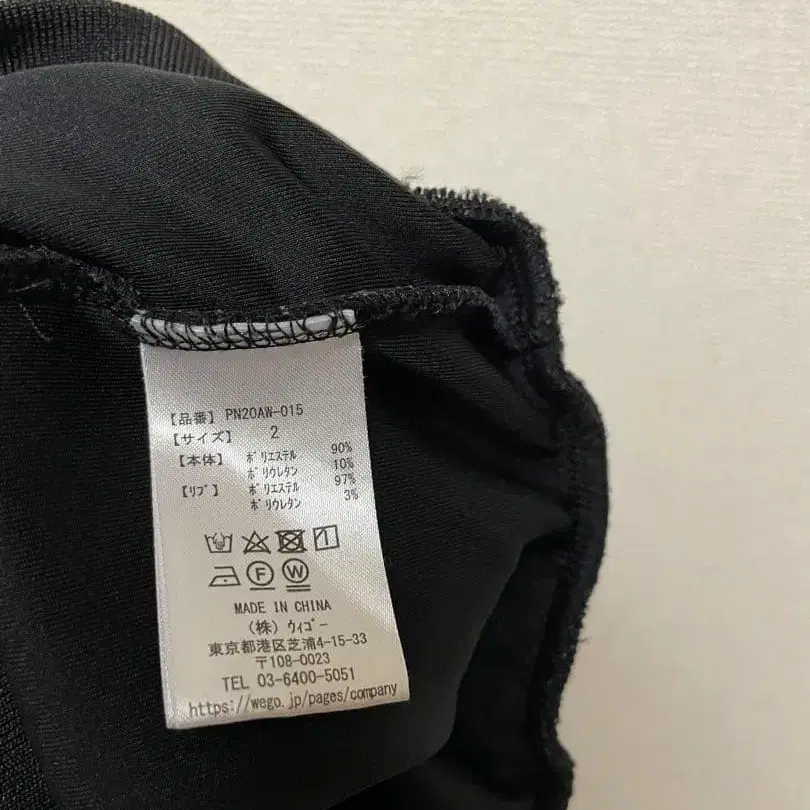 【品番】 PN20AW-015
【サイズ】 2
【本体】 ポリエステル 90%
ポリウレタン 10%
【リブ】 ポリエステル 97%
ポリウレタン 3%
F W
MADE IN CHINA
(株) ウィゴー
東京都港区芝浦4-15-33
〒108-0023
TEL 03-6400-5051
https://wego.jp/pages/company